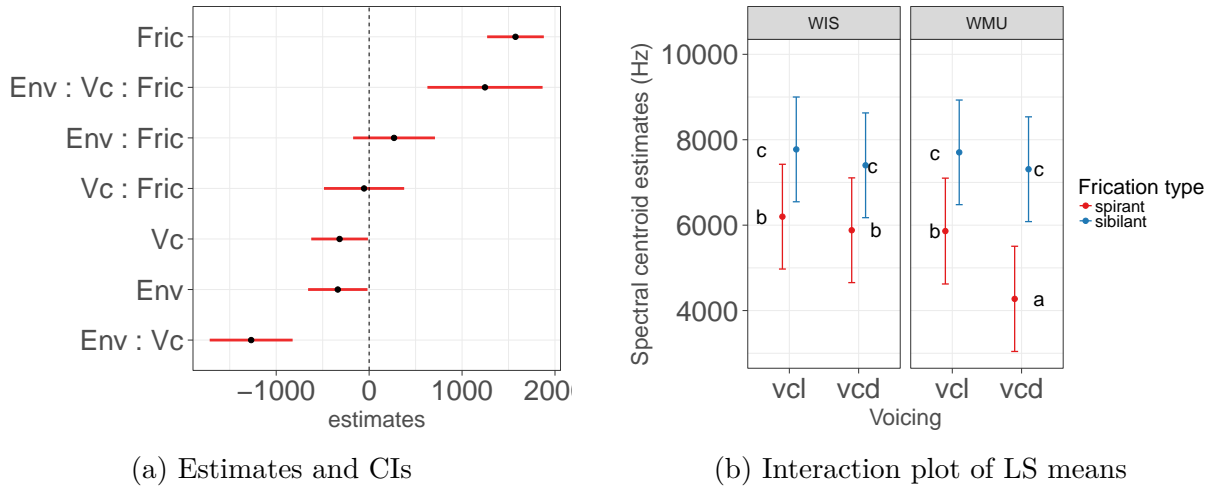 Fric
Env : Vc : Fric
Env : Fric
Vc : Fric
Vc
Env
Env : Vc
−1000 0 1000 200
estimates
(a) Estimates and CIs
WIS WMU
Spectral centroid estimates (Hz)
10000
8000
6000
4000
c c c c
b b b a
vcl vcd vcl vcd
Voicing
Frication type
spirant
sibilant
(b) Interaction plot of LS means